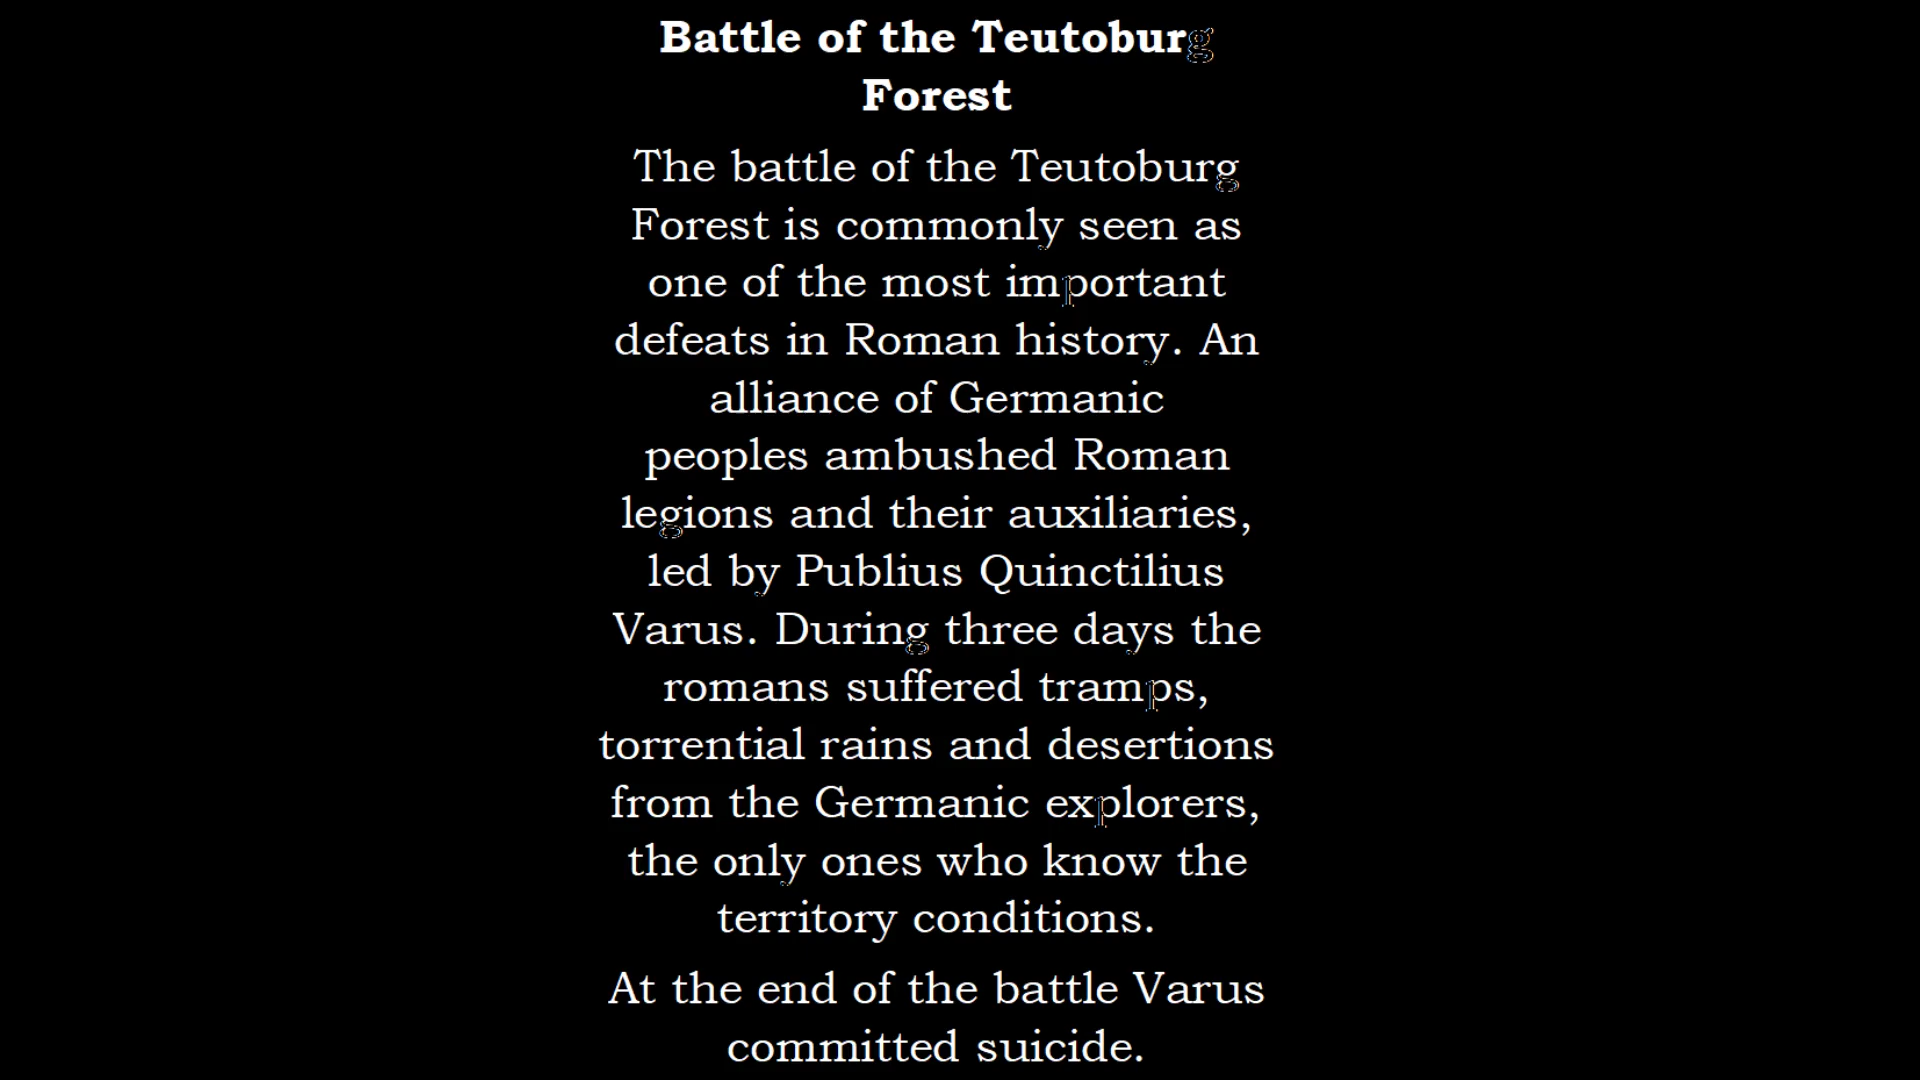 Battle of the Teutoburg
Forest
The battle of the Teutoburg
Forest is commonly seen as
one of the most important
defeats in Roman history. An
alliance of Germanic
peoples ambushed Roman
legions and their auxiliaries,
led by Publius Quinctilius
Varus. During three days the
romans suffered tramps,
torrential rains and desertions
from the Germanic explorers,
the only ones who know the
territory conditions.
At the end of the battle Varus
committed suicide.